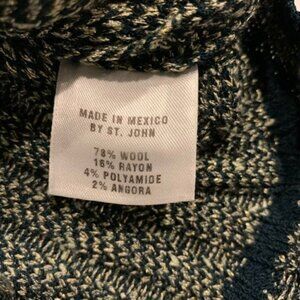 MADE IN MEXICO
BY ST. JOHN
78% WOOL
16% RAYON
4% POLYAMIDE
2% ANGORA